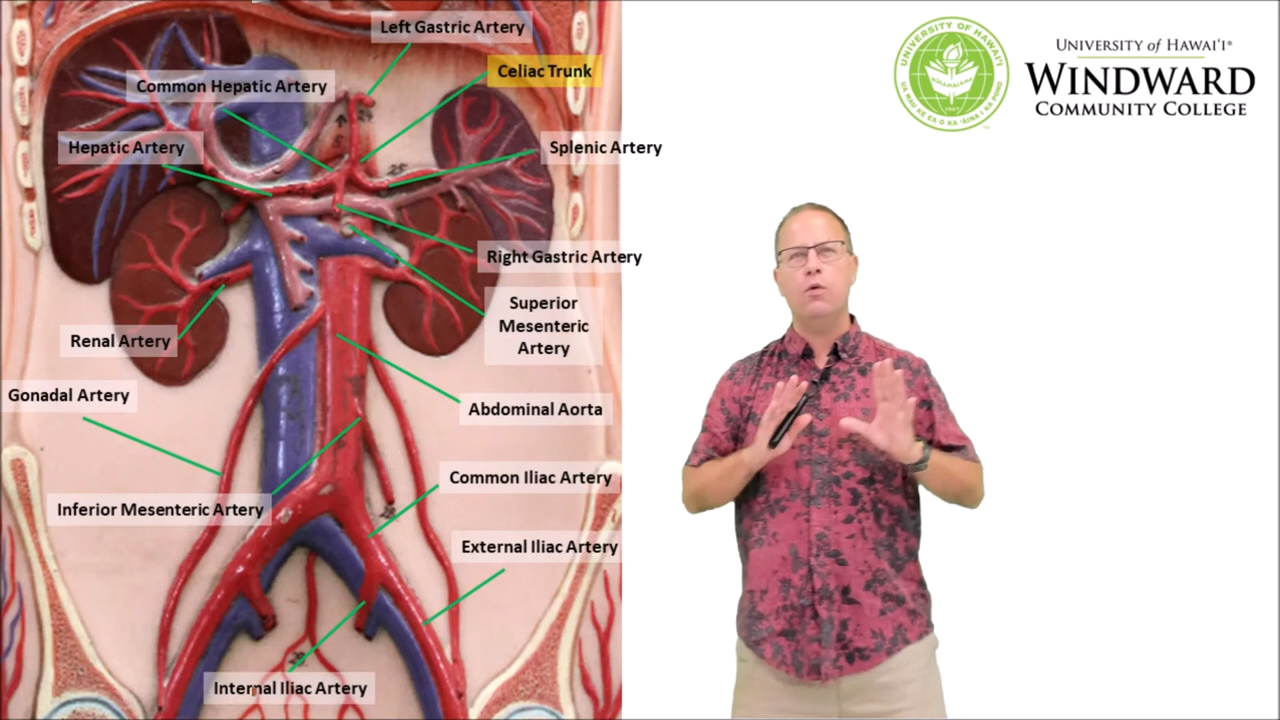 Left Gastric Artery
Celiac Trunk
Common Hepatic Artery
Hepatic Artery
Splenic Artery
Right Gastric Artery
Superior
Mesenteric
Artery
Renal Artery
Gonadal Artery
Abdominal Aorta
Common Iliac Artery
Inferior Mesenteric Artery
External Iliac Artery
Internal Iliac Artery
25
UNIVERSITY of HAWAIʻI®
WINDWARD
COMMUNITY COLLEGE